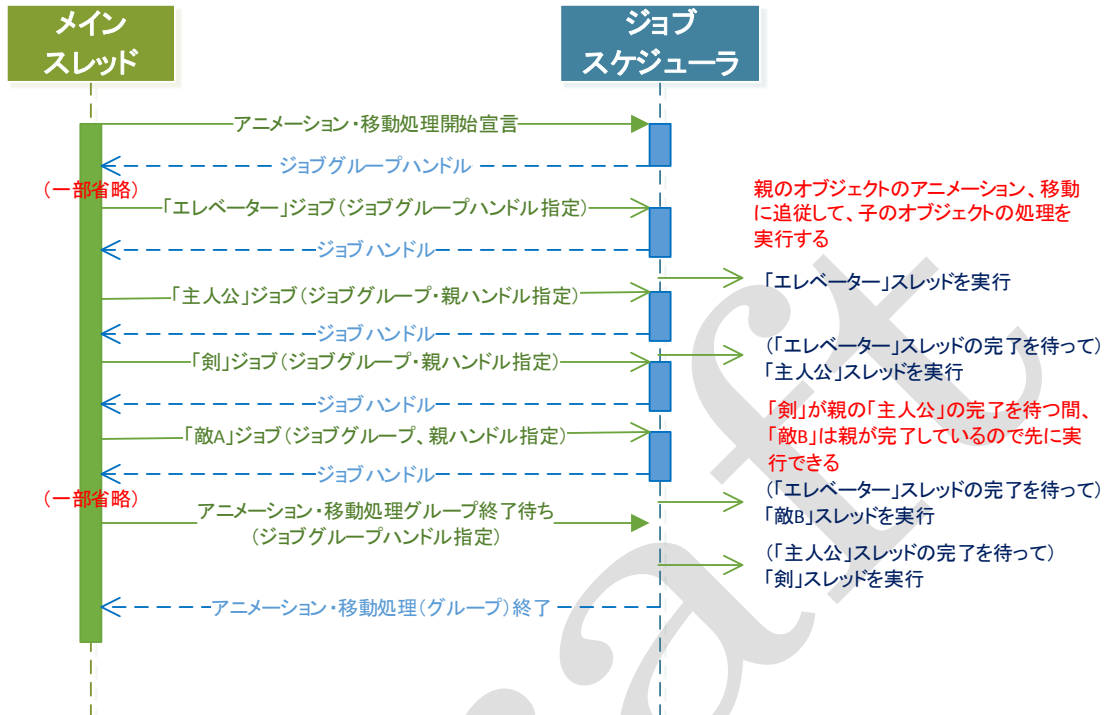 メイン
スレッド
ジョブ
スケジューラ
アニメーション・移動処理開始宣言
ジョブグループハンドル
(一部省略)
「エレベーター」ジョブ(ジョブグループハンドル指定)
親のオブジェクトのアニメーション、移動
に追従して、子のオブジェクトの処理を
実行する
ジョブハンドル
「エレベーター」スレッドを実行
「主人公」ジョブ(ジョブグループ・親ハンドル指定)
ジョブハンドル
(「エレベーター」スレッドの完了を待って)
「主人公」スレッドを実行
「剣」ジョブ(ジョブグループ・親ハンドル指定)
ジョブハンドル
「剣」が親の「主人公」の完了を待つ間、
「敵B」は親が完了しているので先に実
行できる
「敵A」ジョブ(ジョブグループ、親ハンドル指定)
ジョブハンドル
(一部省略)
(「エレベーター」スレッドの完了を待って)
「敵B」スレッドを実行
アニメーション・移動処理グループ終了待ち
(ジョブグループハンドル指定)
(「主人公」スレッドの完了を待って)
「剣」スレッドを実行
アニメーション・移動処理(グループ)終了